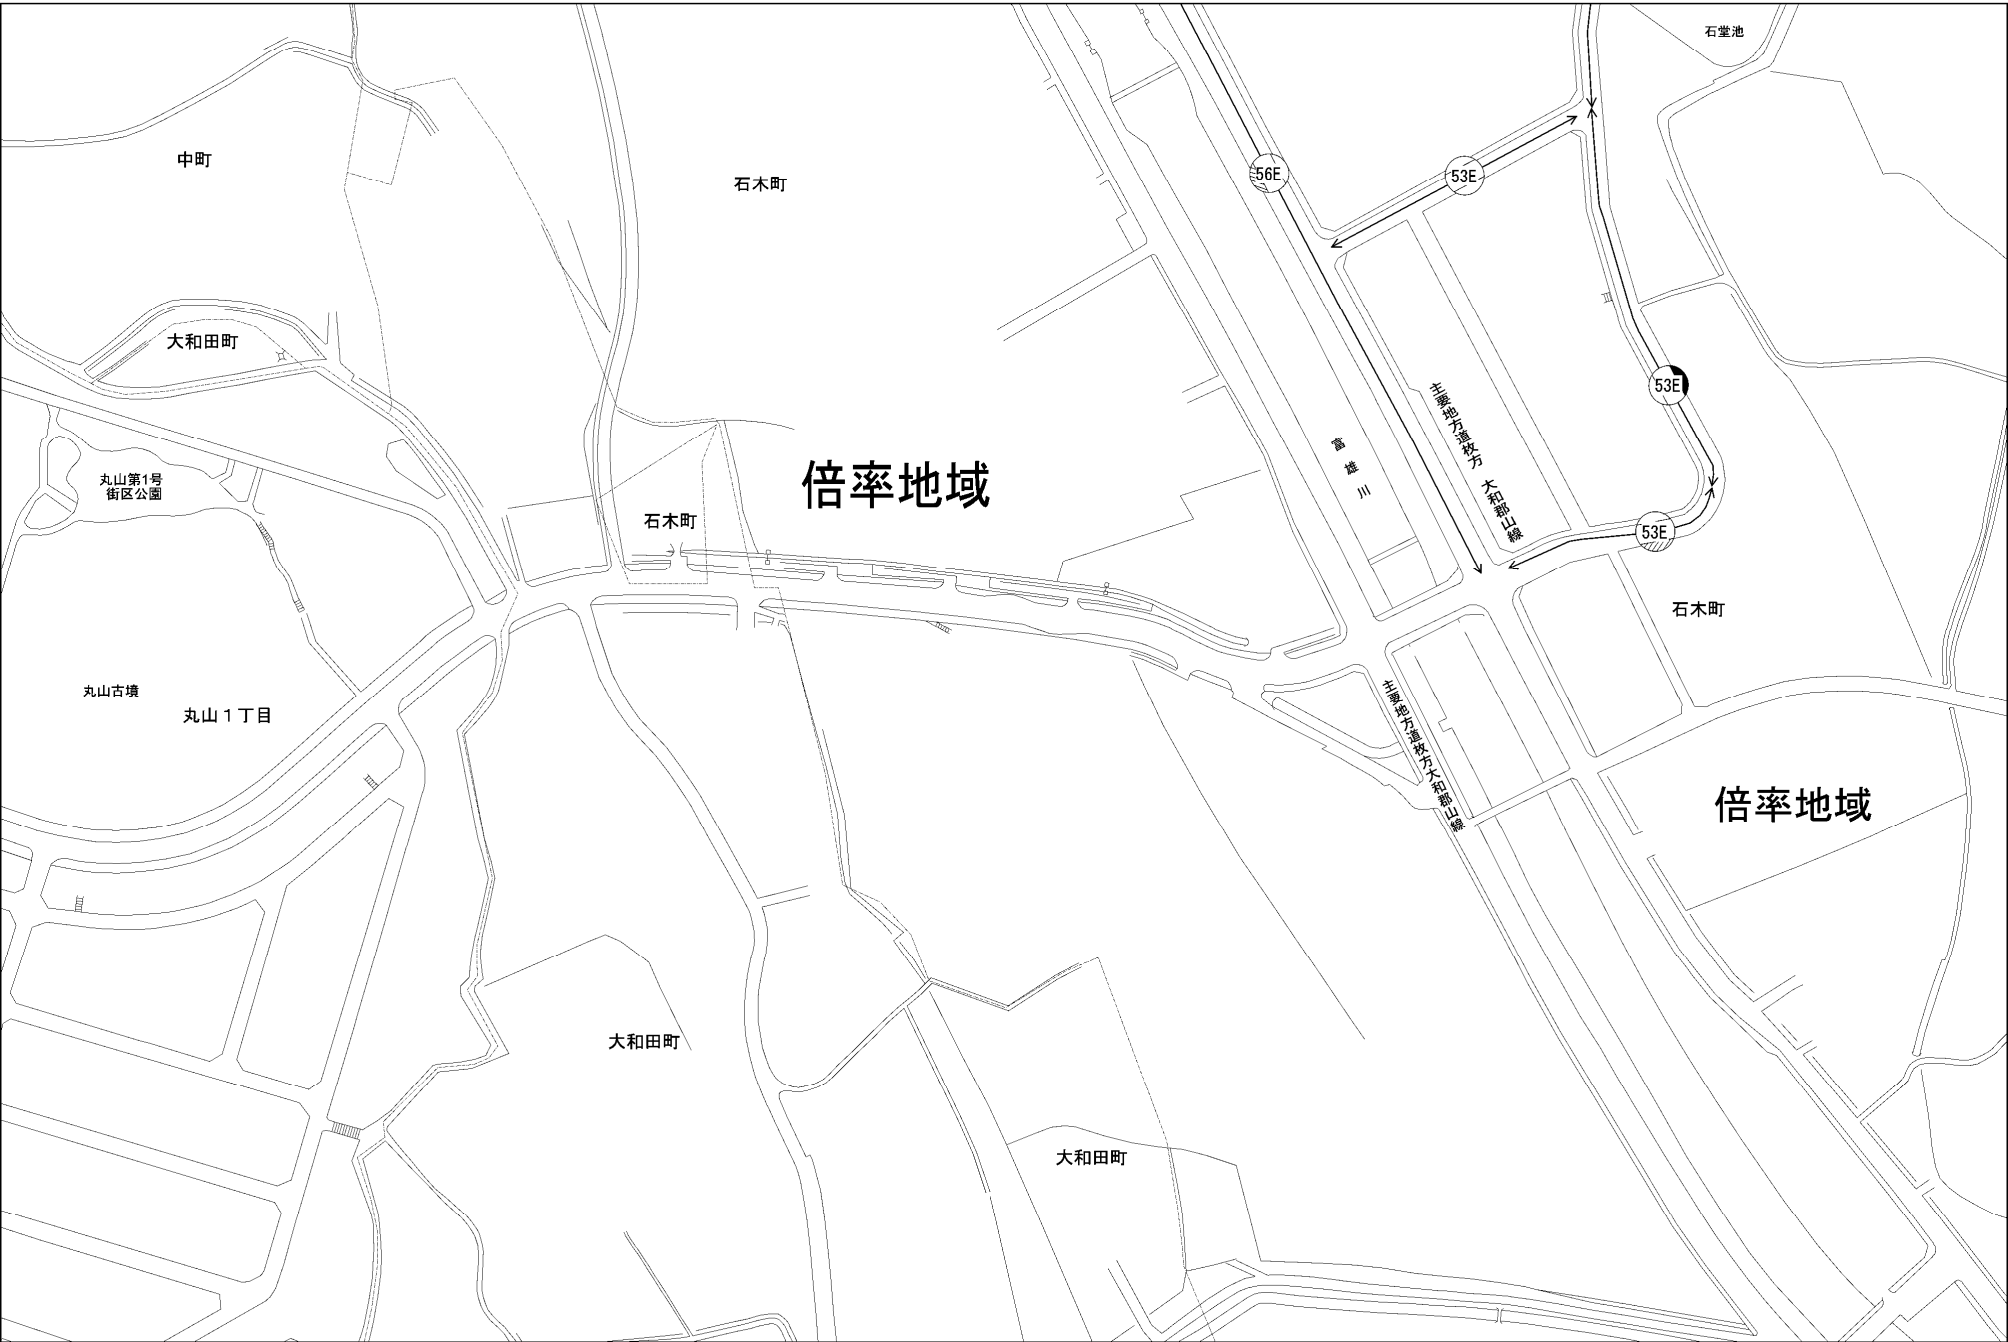 石堂池
中町
石木町
56E
53E
大和田町
53E
主要地方道枚方 大和郡山線
富雄川
丸山第1号
街区公園
倍率地域
石木町
53E
石木町
丸山古墳
丸山1丁目
主要地方道枚方大和郡山線
倍率地域
大和田町
大和田町